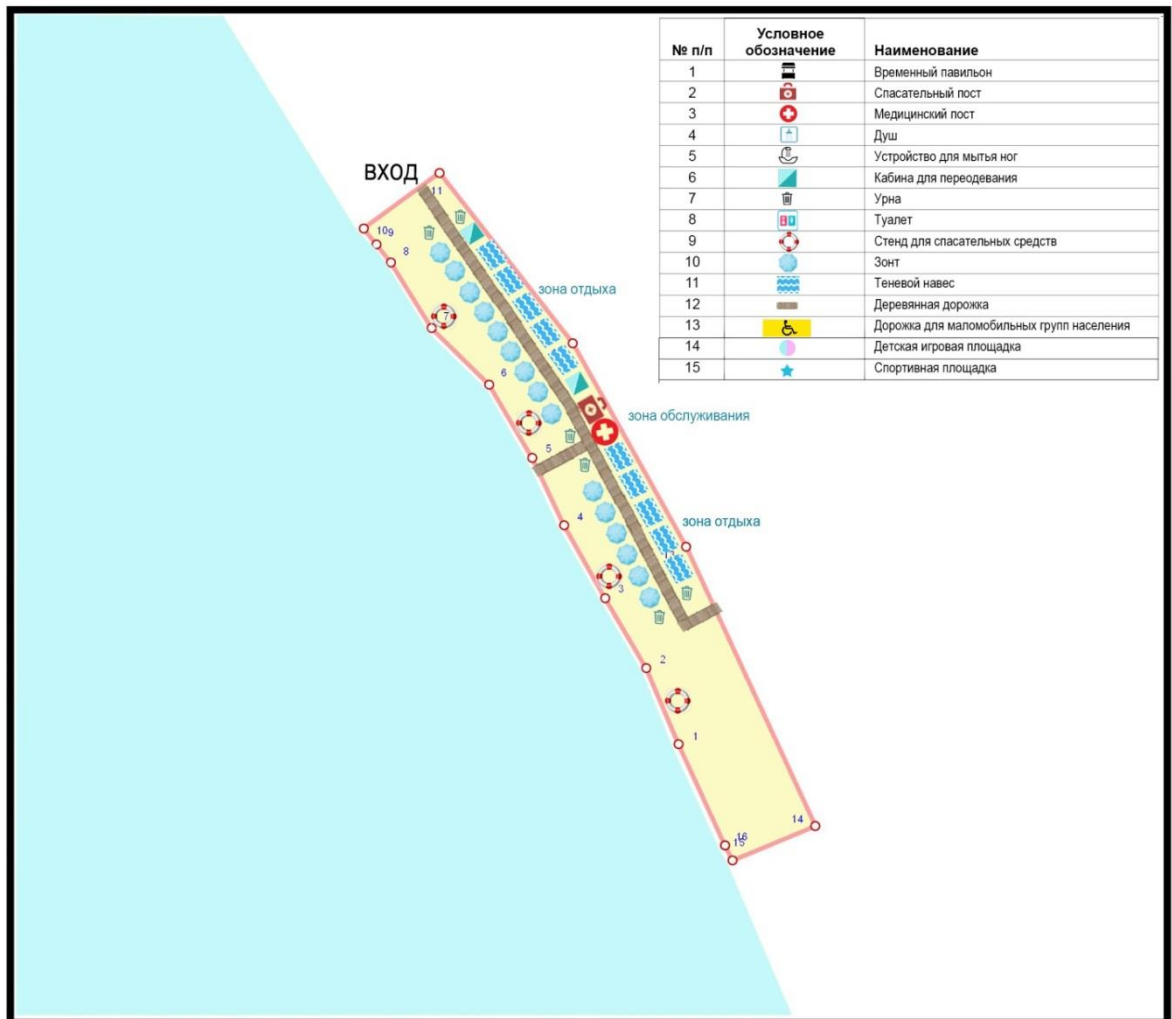 № п/п Условное обозначение Наименование
1 Временный павильон
2 Спасательный пост
3 Медицинский пост
4 Душ
5 Устройство для мытья ног
6 Кабина для переодевания
7 Урна
8 Туалет
9 Стенд для спасательных средств
10 Зонт
11 Теневой навес
12 Деревянная дорожка
13 Дорожка для маломобильных групп населения
14 Детская игровая площадка
15 Спортивная площадка
ВХОД
11
10
9
8
зона отдыха
7
6
зона обслуживания
5
4
зона отдыха
3
2
1
14
16
15